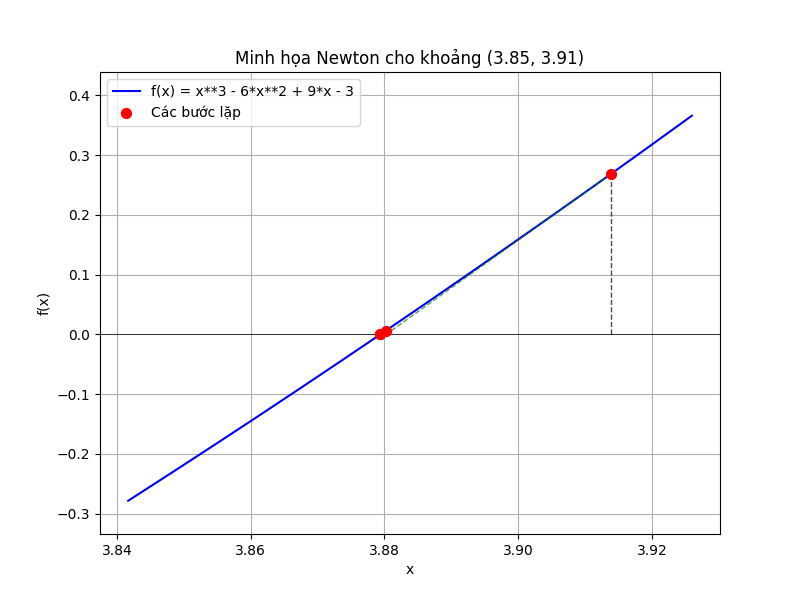 Minh họa Newton cho khoảng (3.85, 3.91)
f(x) = x**3 - 6*x**2 + 9*x - 3
Các bước lặp
0.4
0.3
0.2
0.1
0.0
−0.1
−0.2
−0.3
f(x)
3.84 3.86 3.88 3.90 3.92
x